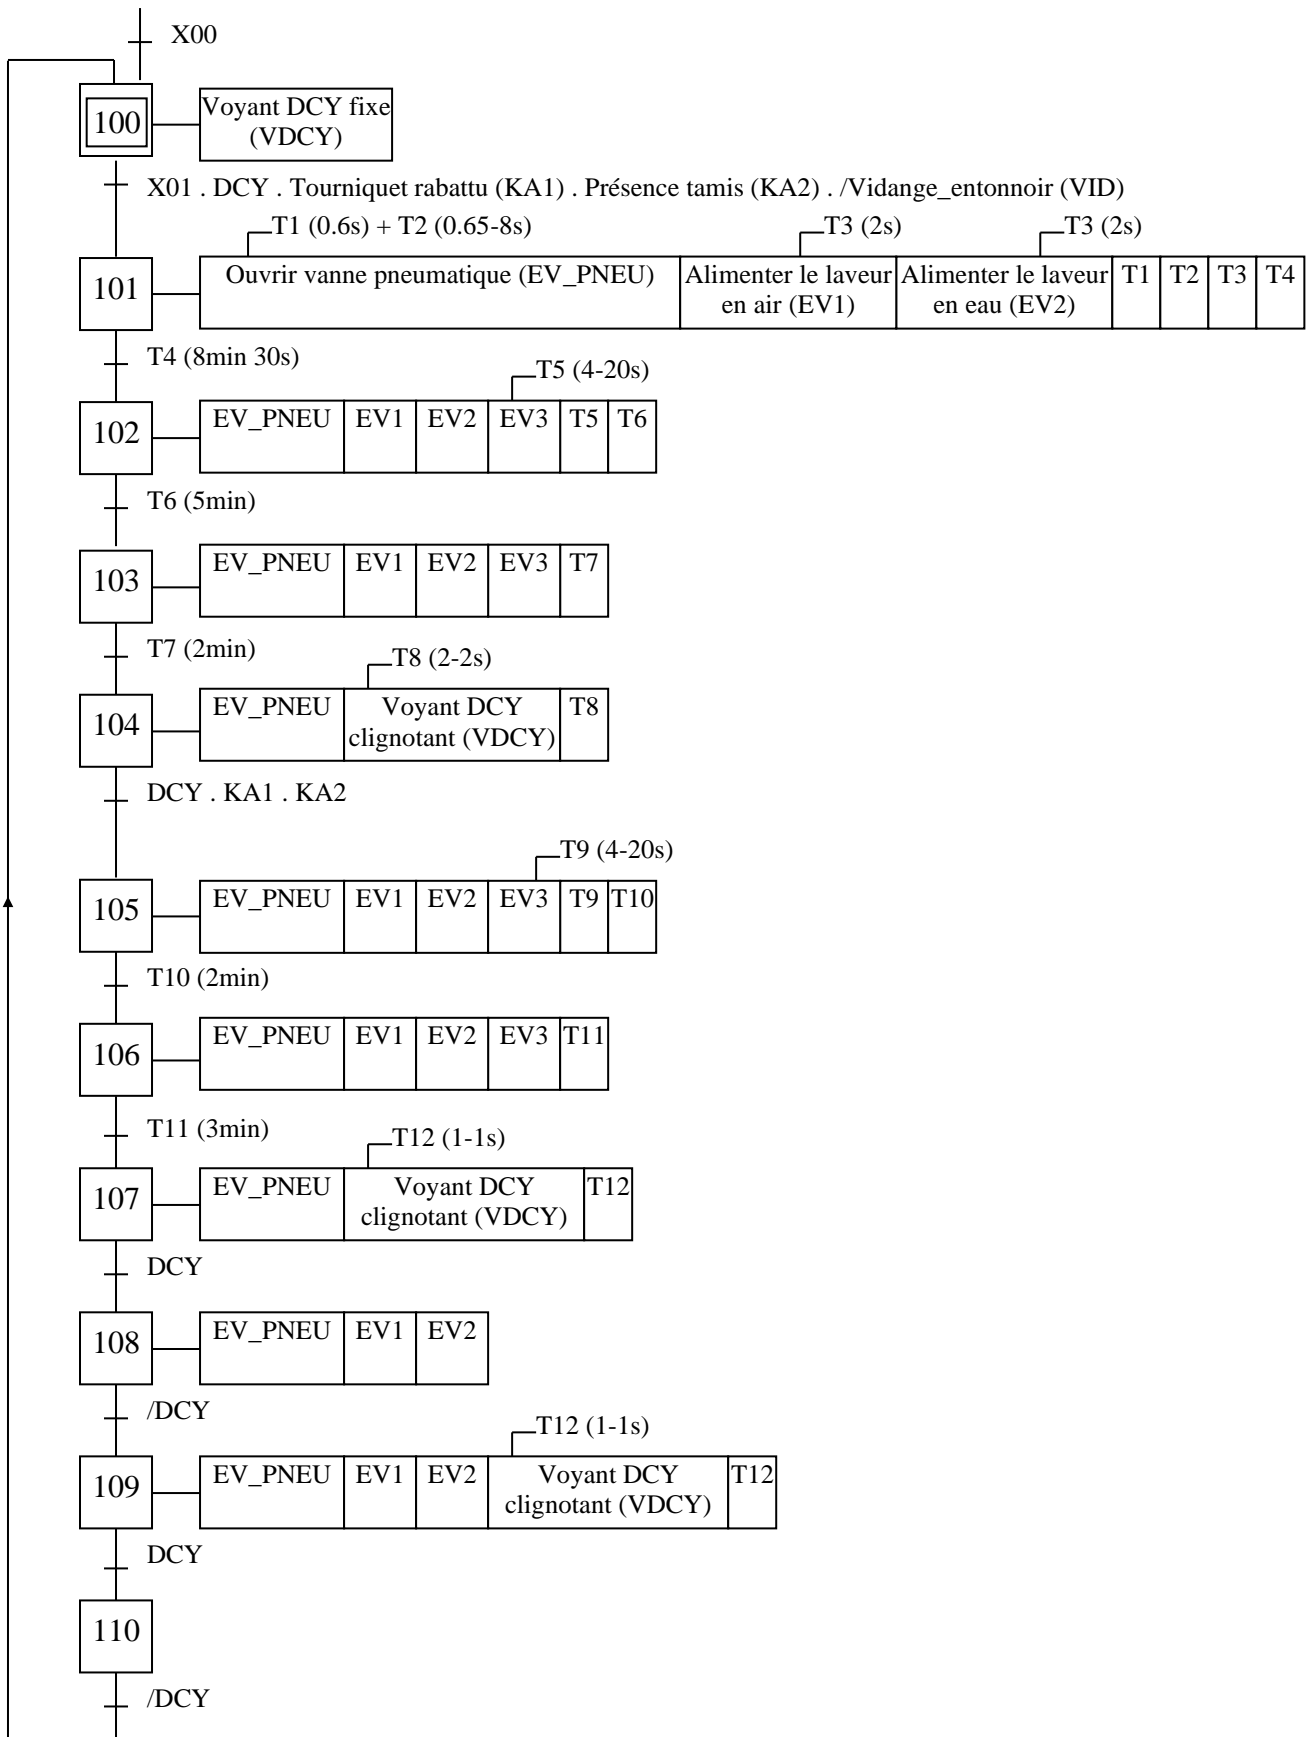 X00
100
Voyant DCY fixe
(VDCY)
X01 . DCY . Tourniquet rabattu (KA1) . Présence tamis (KA2) . /Vidange_entonnoir (VID)
T1 (0.6s) + T2 (0.65-8s)
T3 (2s)
T3 (2s)
101
Ouvrir vanne pneumatique (EV_PNEU)
Alimenter le laveur
en air (EV1)
Alimenter le laveur
en eau (EV2)
T1
T2
T3
T4
T4 (8min 30s)
T5 (4-20s)
102
EV_PNEU
EV1
EV2
EV3
T5
T6
T6 (5min)
103
EV_PNEU
EV1
EV2
EV3
T7
T7 (2min)
T8 (2-2s)
104
EV_PNEU
Voyant DCY
clignotant (VDCY)
T8
DCY . KA1 . KA2
T9 (4-20s)
105
EV_PNEU
EV1
EV2
EV3
T9
T10
T10 (2min)
106
EV_PNEU
EV1
EV2
EV3
T11
T11 (3min)
T12 (1-1s)
107
EV_PNEU
Voyant DCY
clignotant (VDCY)
T12
DCY
108
EV_PNEU
EV1
EV2
/DCY
T12 (1-1s)
109
EV_PNEU
EV1
EV2
Voyant DCY
clignotant (VDCY)
T12
DCY
110
/DCY